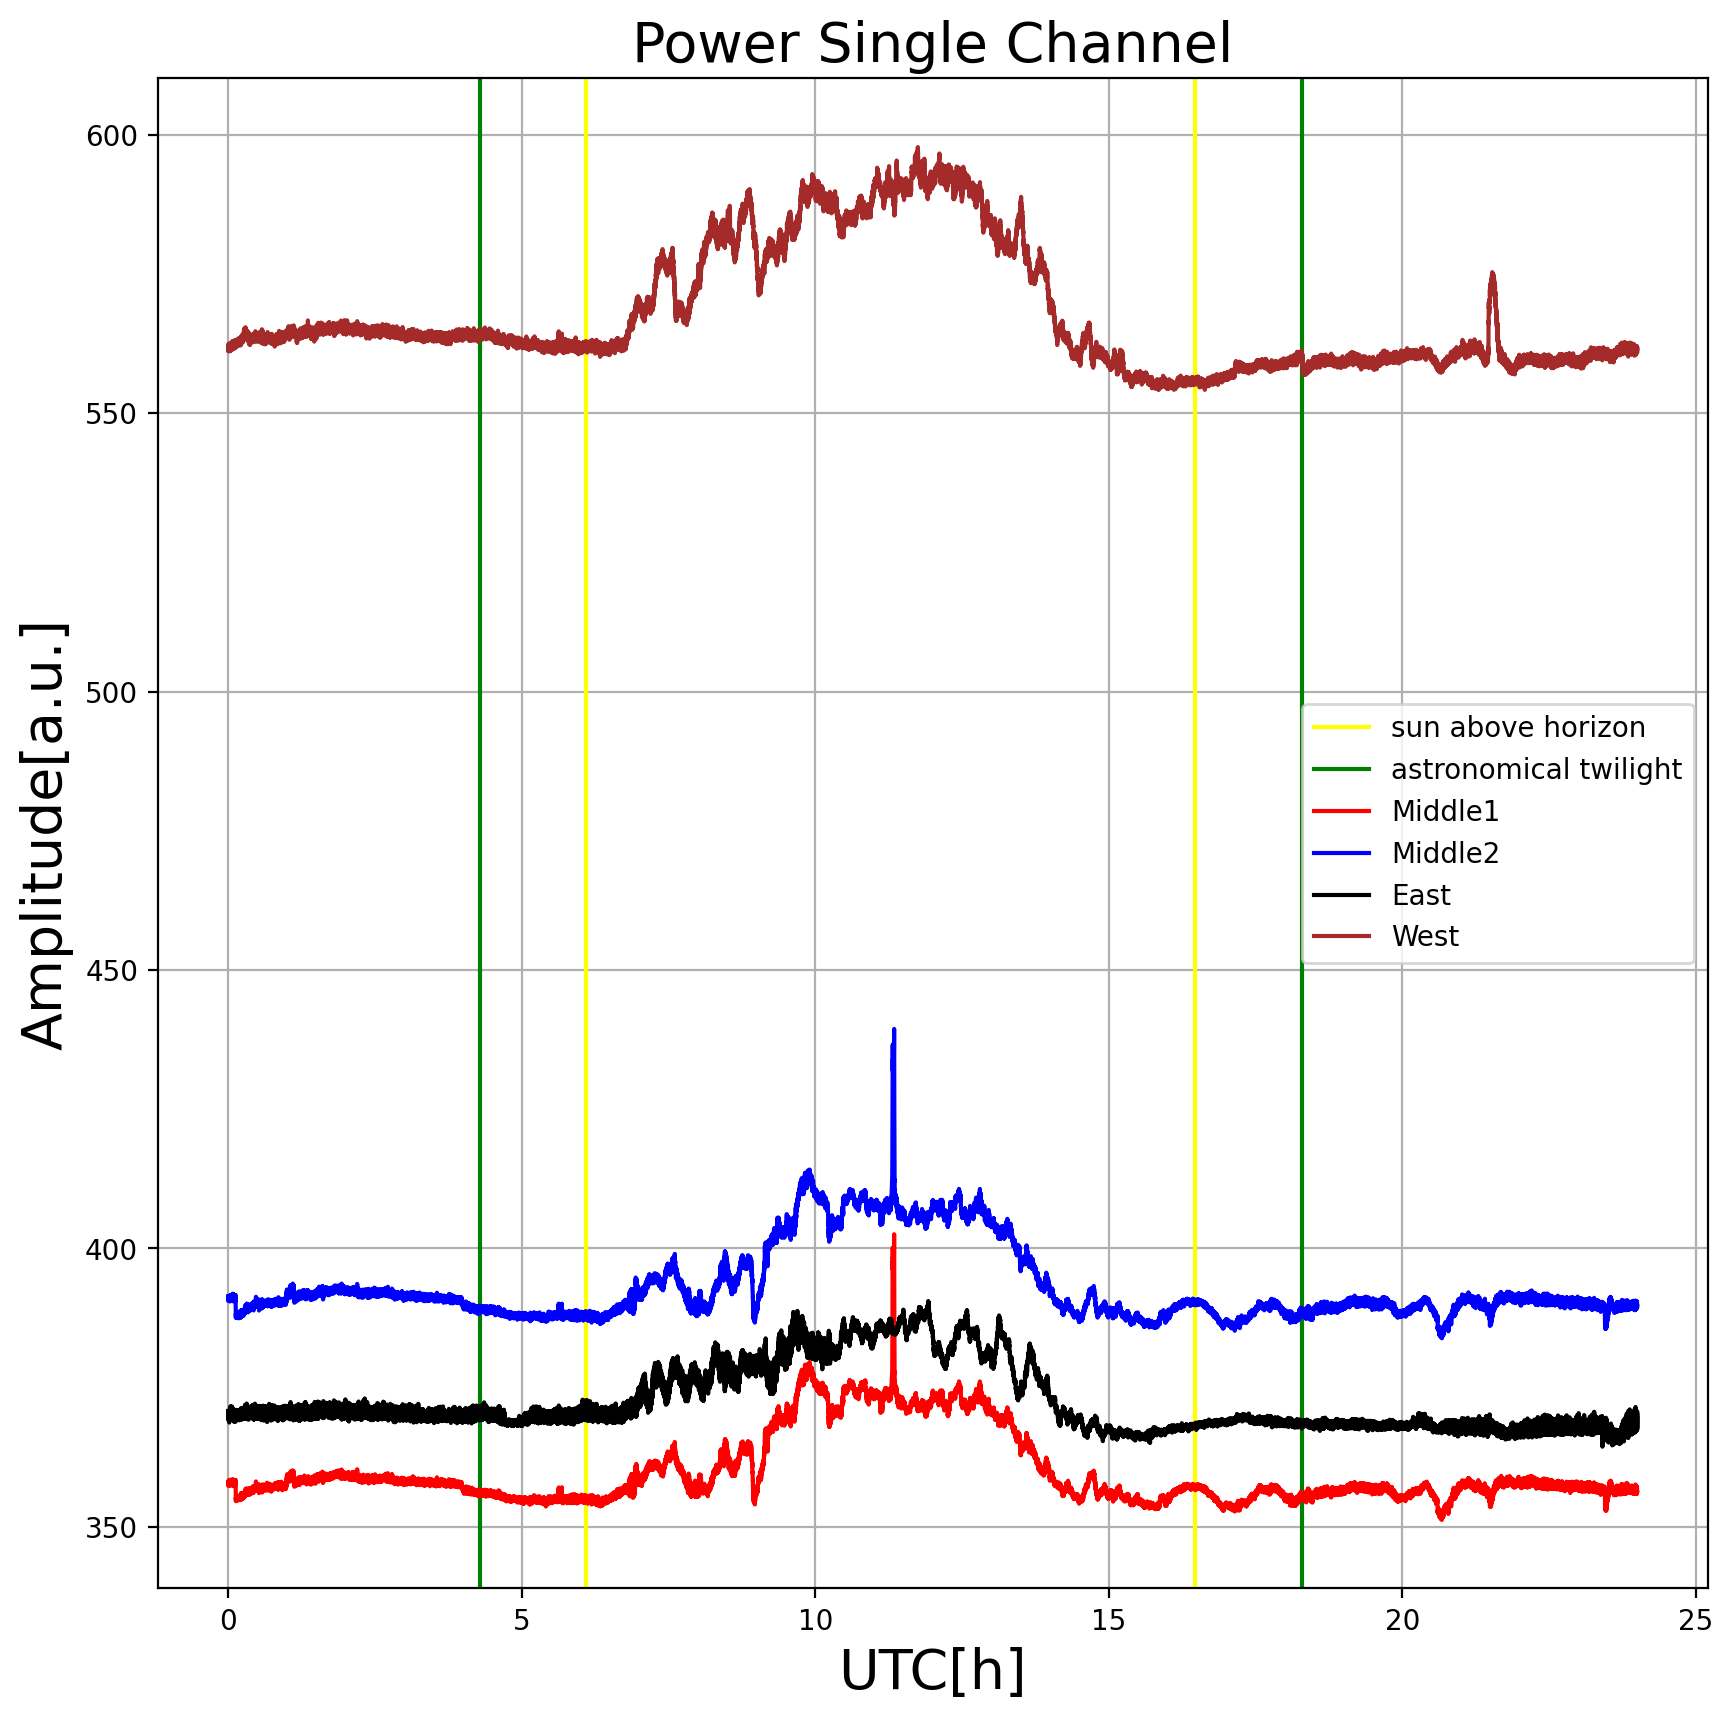 Power Single Channel
Amplitude[a.u.]
600
550
500
450
400
350
sun above horizon
astronomical twilight
Middle1
Middle2
East
West
0 5 10 15 20 25
UTC[h]